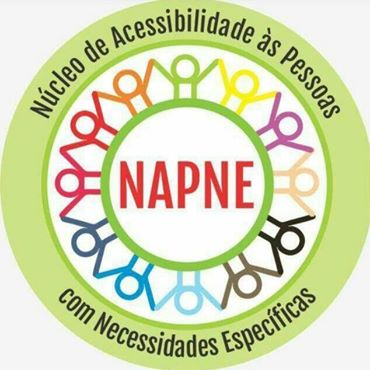 Núcleo de Acessibilidade às Pessoas
NAPNE
com Necessidades Específicas